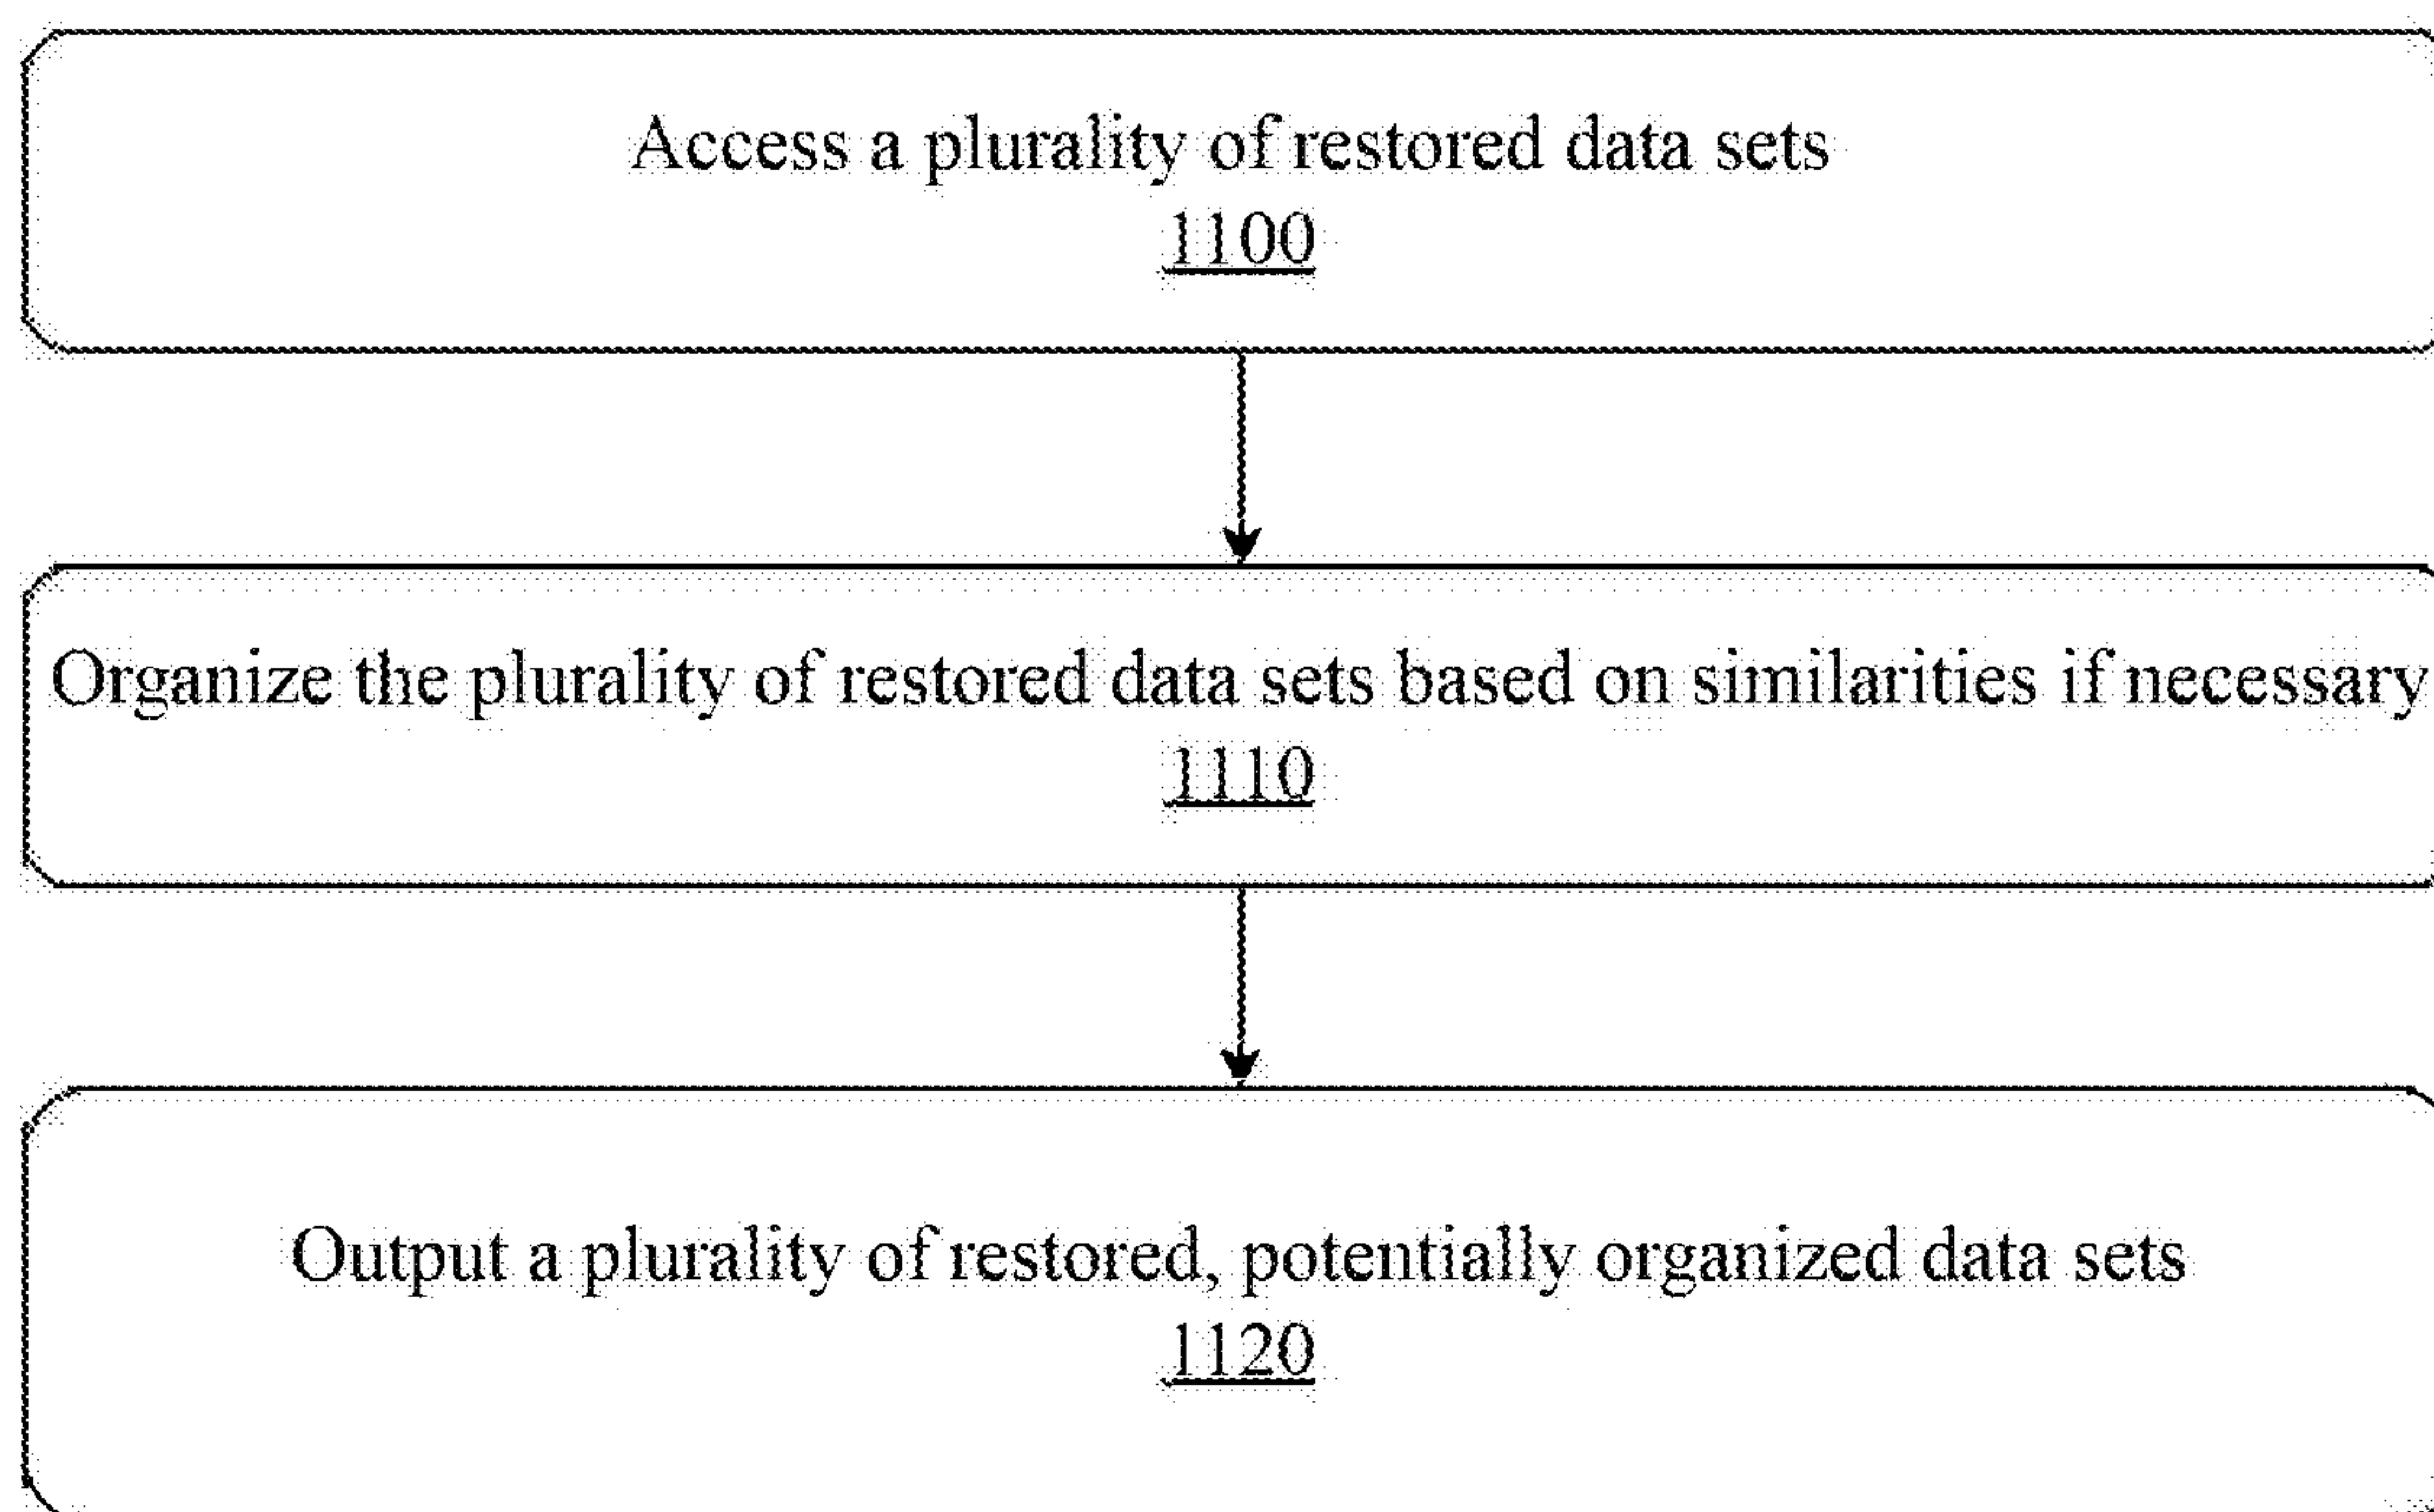 Access a plurality of restored data sets
1100
Organize the plurality of restored data sets based on similarities if necessary
1110
Output a plurality of restored, potentially organized data sets
1120